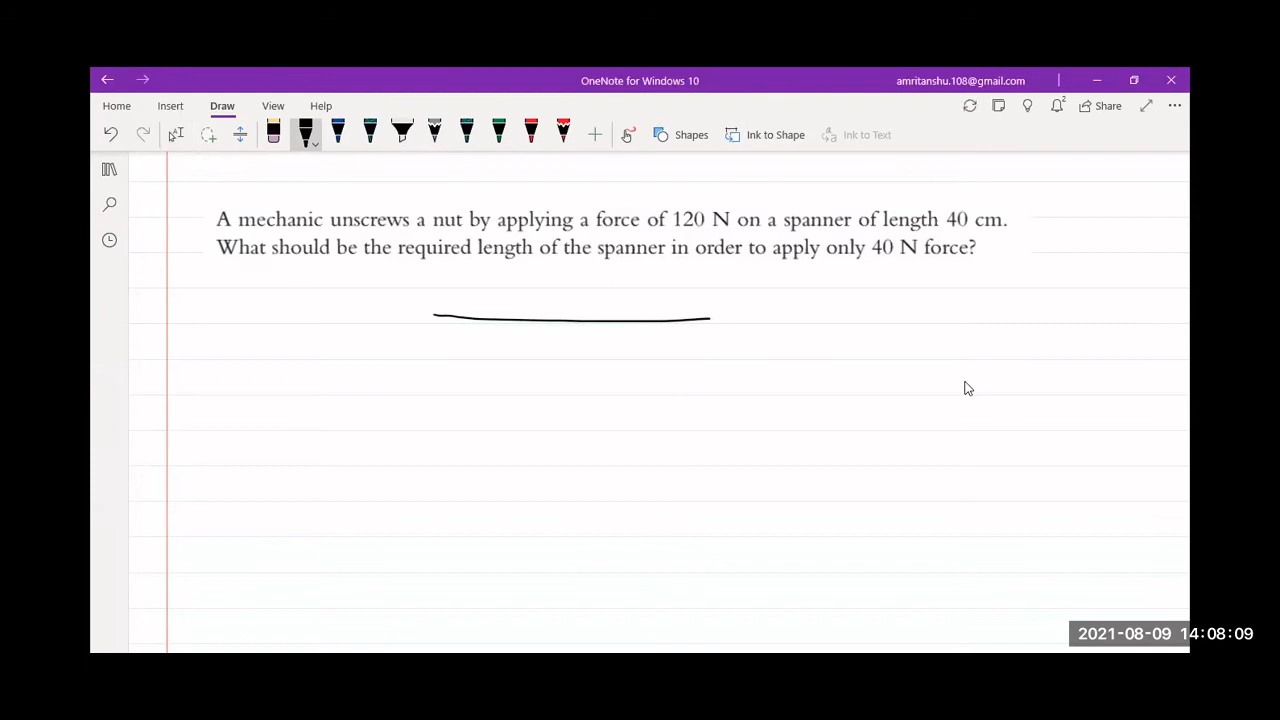 OneNote for Windows 10
amritanshu.108@gmail.com
Home Insert Draw View Help
2 Share
Shapes Ink to Shape Ink to Text
A mechanic unscrews a nut by applying a force of 120 N on a spanner of length 40 cm.
What should be the required length of the spanner in order to apply only 40 N force?
2021-08-09 14:08:09